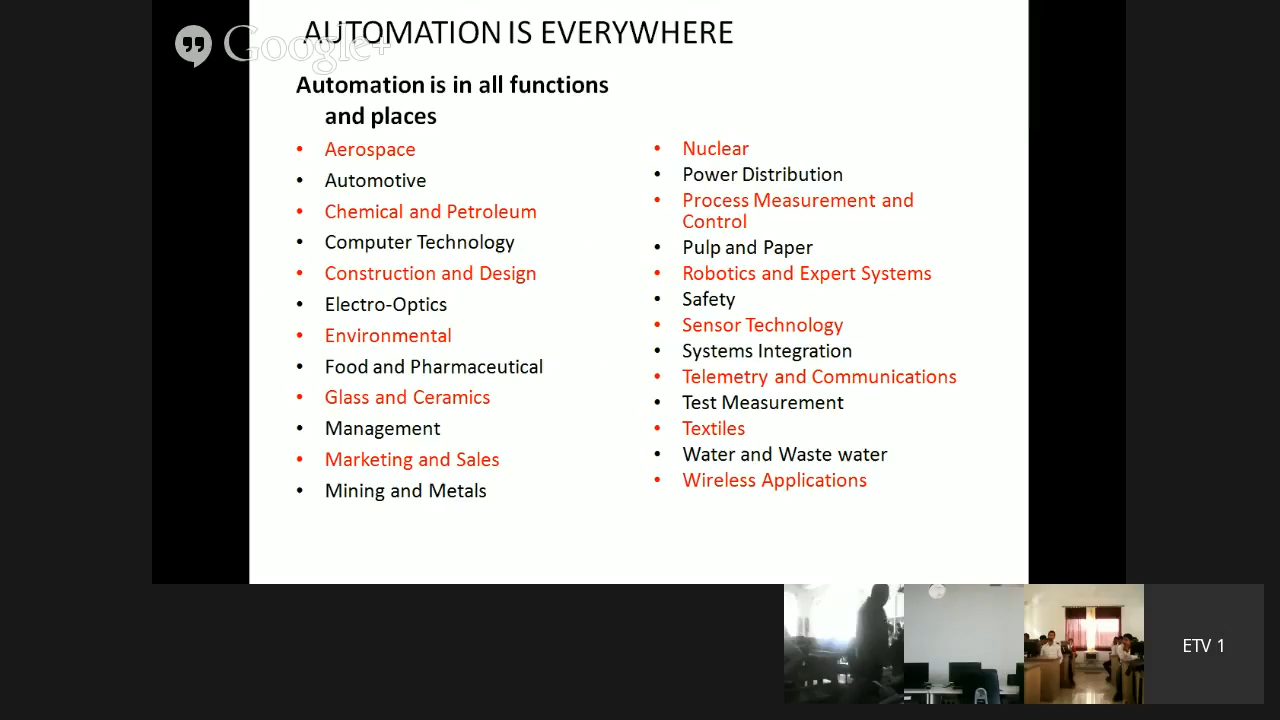 AUTOMATION IS EVERYWHERE
Google+
Automation is in all functions
and places
• Aerospace
• Automotive
• Chemical and Petroleum
• Computer Technology
• Construction and Design
• Electro-Optics
• Environmental
• Food and Pharmaceutical
• Glass and Ceramics
• Management
• Marketing and Sales
• Mining and Metals
• Nuclear
• Power Distribution
• Process Measurement and
Control
• Pulp and Paper
• Robotics and Expert Systems
• Safety
• Sensor Technology
• Systems Integration
• Telemetry and Communications
• Test Measurement
• Textiles
• Water and Waste water
• Wireless Applications
ETV 1